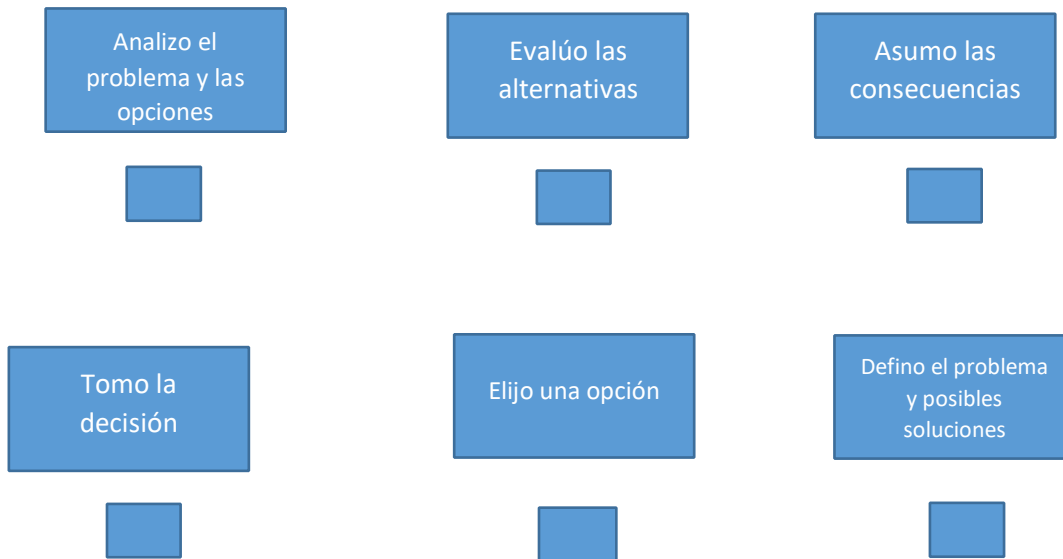 Analizo el
problema y las
opciones
Evalúo las
alternativas
Asumo las
consecuencias
Tomo la
decisión
Elijo una opción
Defino el problema
y posibles
soluciones